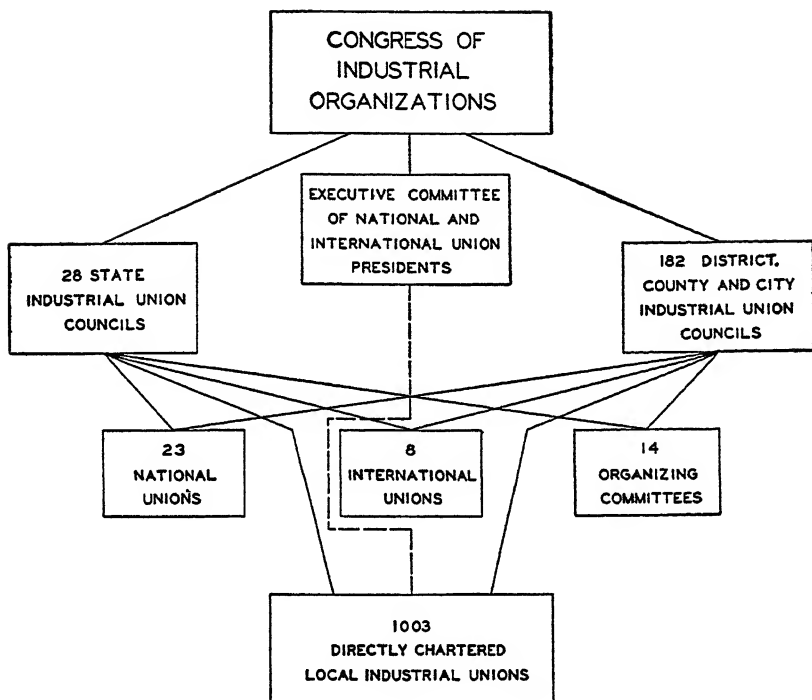 CONGRESS OF
INDUSTRIAL
ORGANIZATIONS
EXECUTIVE COMMITTEE
OF NATIONAL AND
INTERNATIONAL UNION
PRESIDENTS
28 STATE
INDUSTRIAL UNION
COUNCILS
182 DISTRICT,
COUNTY AND CITY
INDUSTRIAL UNION
COUNCILS
23
NATIONAL
UNIONS
8
INTERNATIONAL
UNIONS
14
ORGANIZING
COMMITTEES
1003
DIRECTLY CHARTERED
LOCAL INDUSTRIAL UNIONS